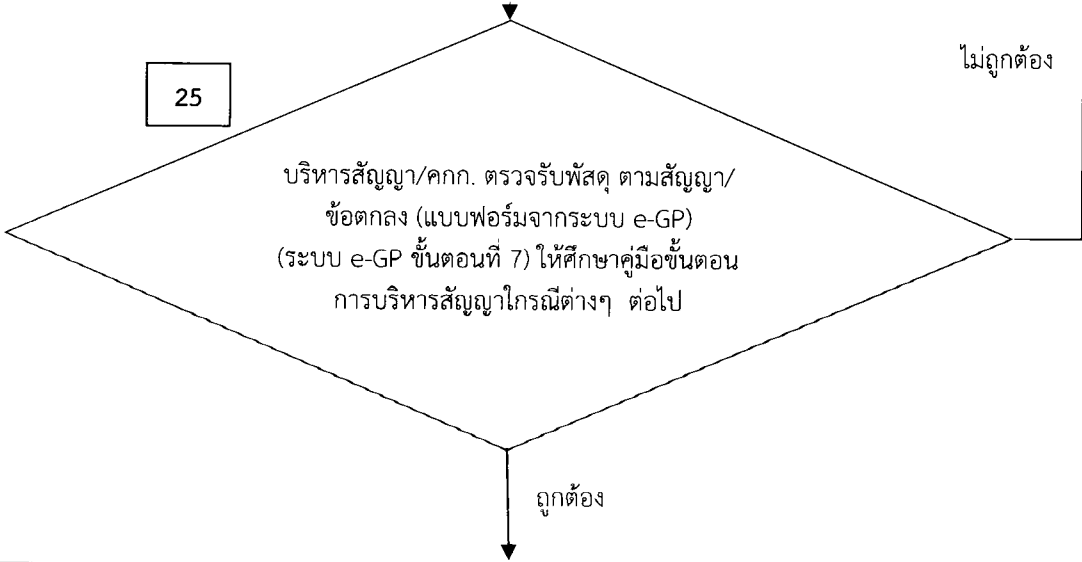 ไม่ถูกต้อง
25
บริหารสัญญา/คกก. ตรวจรับพัสดุ ตามสัญญา/
ข้อตกลง (แบบฟอร์มจากระบบ e-GP)
(ระบบ e-GP ขั้นตอนที่ 7) ให้ศึกษาคู่มือขั้นตอน
การบริหารสัญญาใกรณีต่างๆ ต่อไป
ถูกต้อง